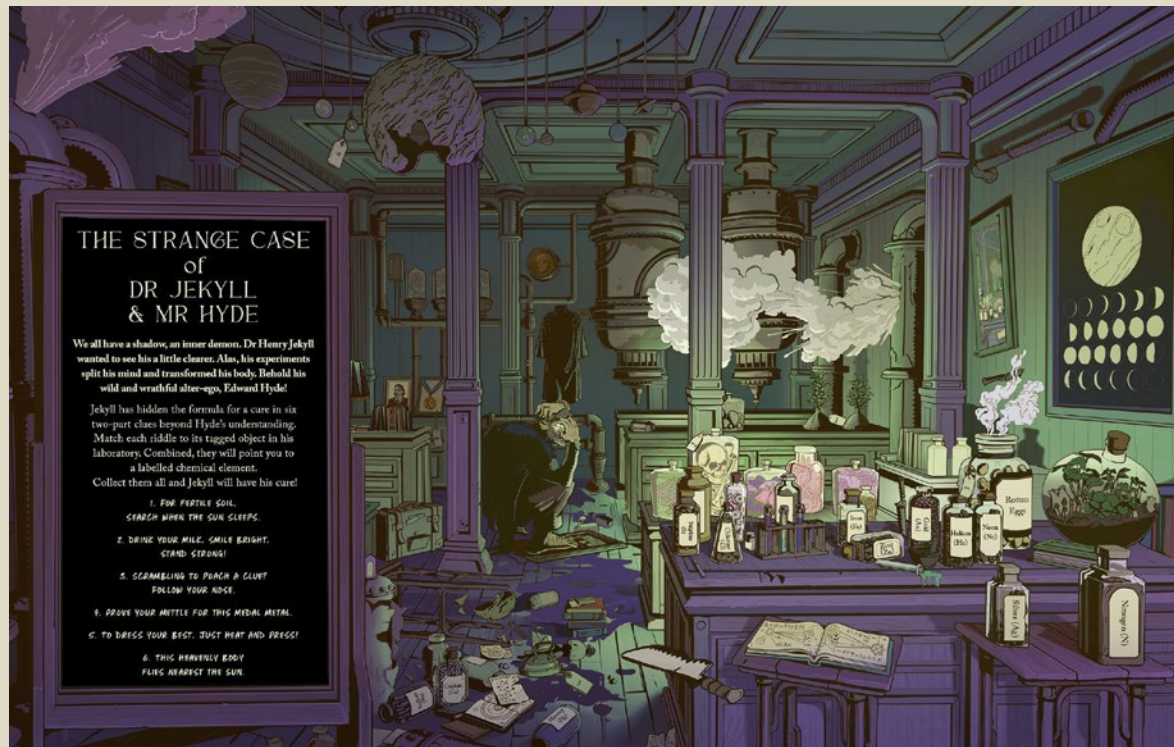 THE STRANGE CASE
of
DR JEKYLL
& MR HYDE
We all have a shadow, an inner demon. Dr Henry Jekyll
wanted to see his a little clearer. Alas, his experiments
split his mind and transformed his body. Behold his
wild and wrathful alter-ego, Edward Hyde!
Jekyll has hidden the formula for a cure in six
two-part clues beyond Hyde's understanding.
Match each riddle to its tagged object in his
laboratory. Combined, they will point you to
a labelled chemical element.
Collect them all and Jekyll will have his cure!
1. FOR FERTILE SOIL,
SEARCH WHEN THE SUN SLEEPS.
2. DRINK YOUR MILK. SMILE BRIGHT.
STAND STRONG!
3. SCRAMBLING TO POACH A CLUE?
FOLLOW YOUR NOSE.
4. PROVE YOUR METTLE FOR THIS MEDAL METAL.
5. TO DRESS YOUR BEST, JUST HEAT AND PRESS!
6. THIS HEAVENLY BODY
FLIES NEAREST THE SUN.
Rotten
Eggs
Iron
(Fe)
Gold
(Au)
Helium
(He)
Neon
(Ne)
Silver (Ag)
Nitrogen (N)